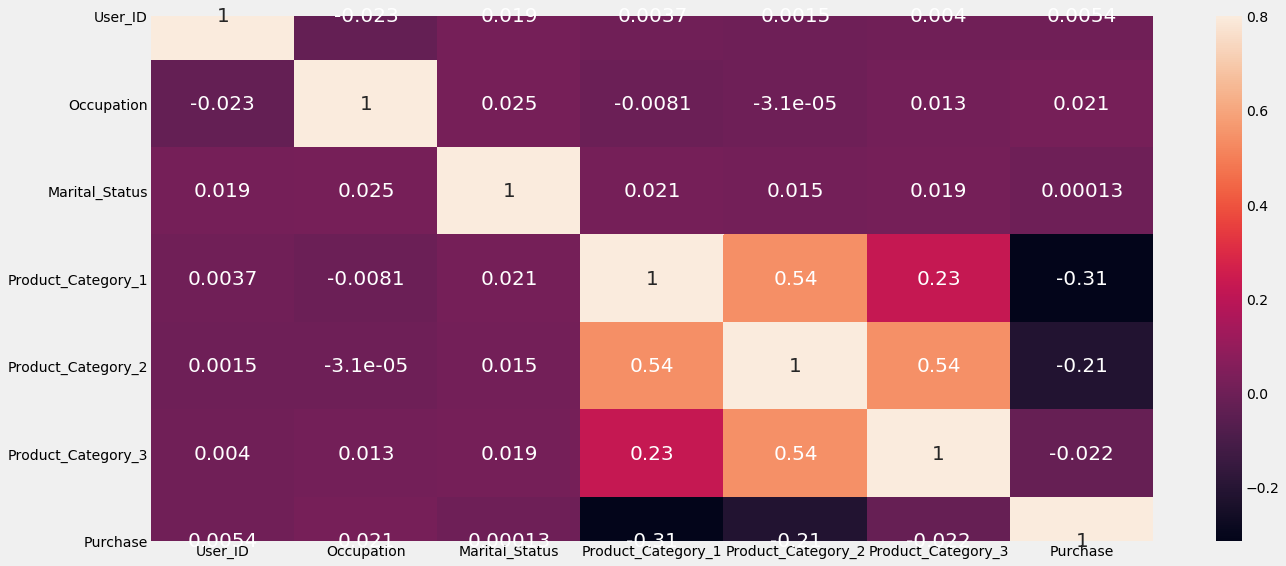 User_ID 1 -0.023 0.019 0.0037 0.0015 0.004 0.0054 0.8
Occupation -0.023 1 0.025 -0.0081 -3.1e-05 0.013 0.021 0.6
Marital_Status 0.019 0.025 1 0.021 0.015 0.019 0.00013 0.4
Product_Category_1 0.0037 -0.0081 0.021 1 0.54 0.23 -0.31 0.2
Product_Category_2 0.0015 -3.1e-05 0.015 0.54 1 0.54 -0.21 0.0
Product_Category_3 0.004 0.013 0.019 0.23 0.54 1 -0.022 −0.2
Purchase 0.0054 0.021 0.00013 -0.31 -0.21 -0.022 1
User_ID Occupation Marital_Status Product_Category_1 Product_Category_2 Product_Category_3 Purchase